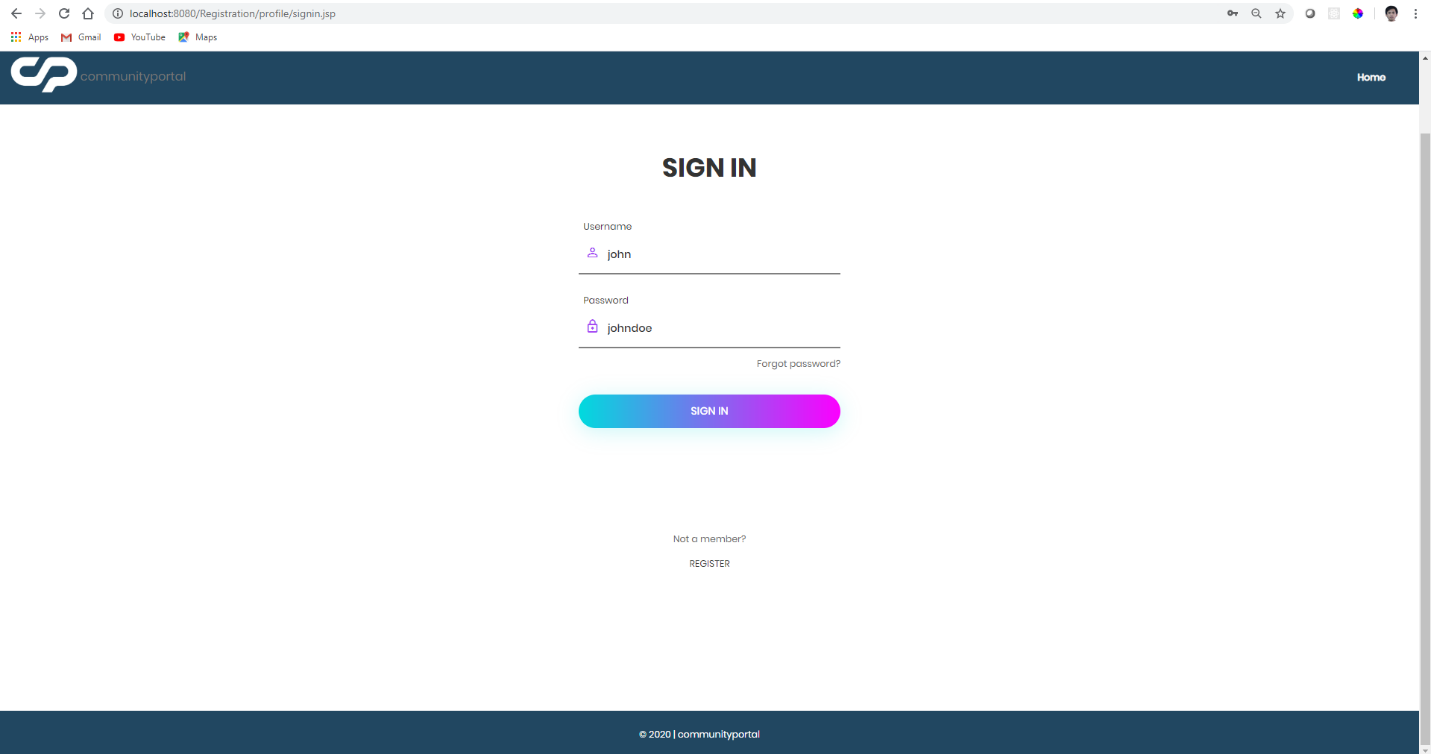 localhost:8080/Registration/profile/signin.jsp
Apps Gmail YouTube Maps
CP communityportal Home
SIGN IN
Username
john
Password
johndoe
Forgot password?
SIGN IN
Not a member?
REGISTER
© 2020 | communityportal